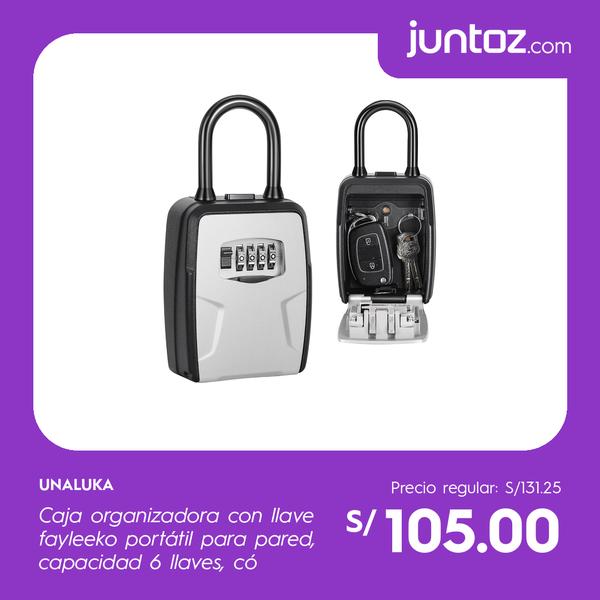 juntoz.com
UNALUKA
Caja organizadora con llave
fayleeko portátil para pared,
capacidad 6 llaves, có
Precio regular: S/131.25
S/105.00